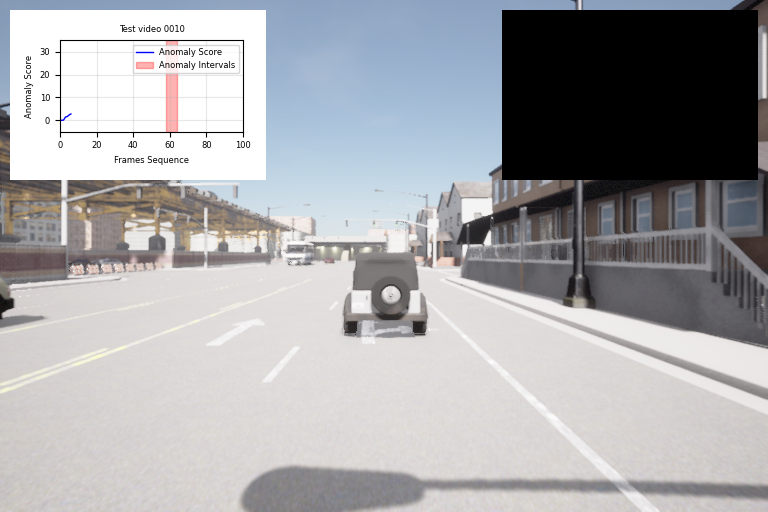 Test video 0010
Anomaly Score
30
20
10
0
Anomaly Score
Anomaly Intervals
0 20 40 60 80 100
Frames Sequence